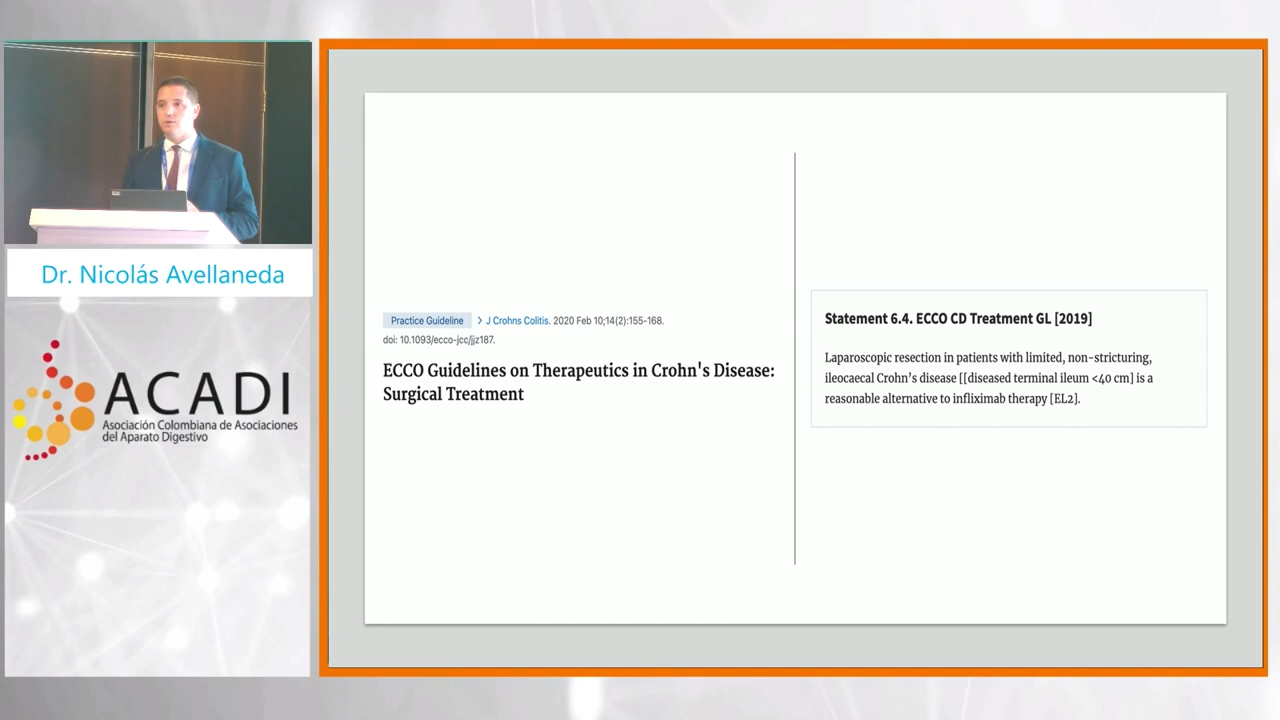 Dr. Nicolás Avellaneda
ACADI
Asociación Colombiana de Asociaciones
del Aparato Digestivo
Practice Guideline > J Crohns Colitis. 2020 Feb 10;14(2):155-168.
doi: 10.1093/ecco-jcc/jjz187.
ECCO Guidelines on Therapeutics in Crohn's Disease:
Surgical Treatment
Statement 6.4. ECCO CD Treatment GL [2019]
Laparoscopic resection in patients with limited, non-stricturing,
ileocaecal Crohn’s disease [[diseased terminal ileum <40 cm] is a
reasonable alternative to infliximab therapy [EL2].